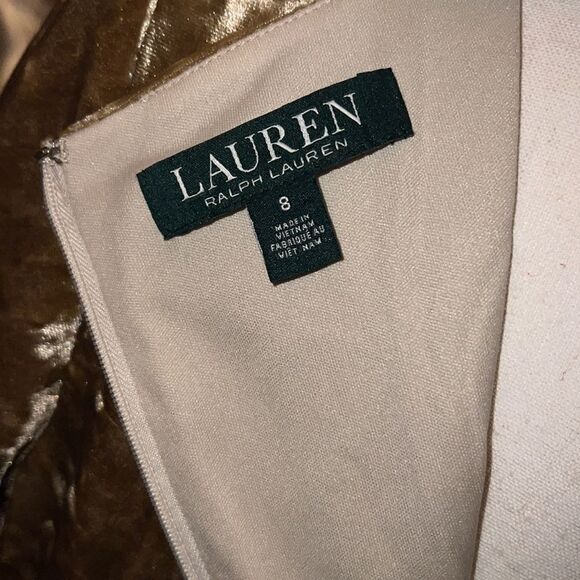 LAUREN
RALPH LAUREN
8
MADE IN
VIETNAM
FABRIQUÉ AU
VIET NAM